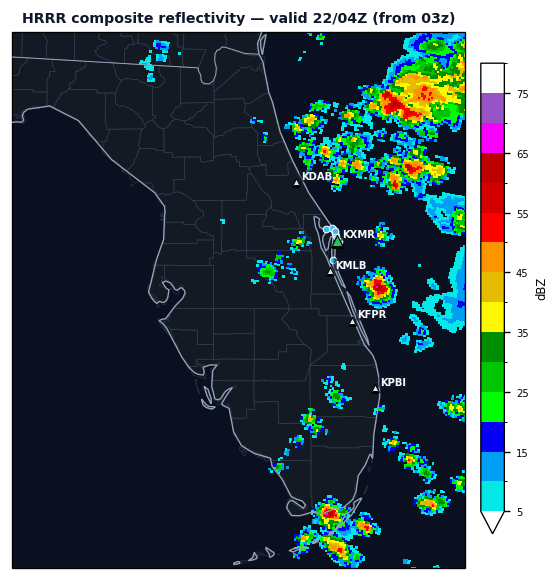 HRRR composite reflectivity — valid 22/04Z (from 03z)
KDAB
KXMR
KMLB
KFPR
KPBI
75
65
55
45
35
25
15
5
dBZ